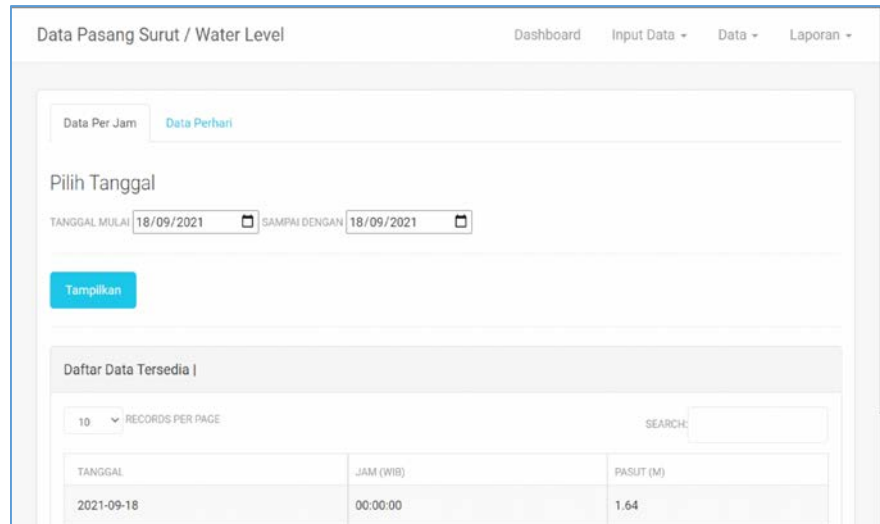 Data Pasang Surut / Water Level Dashboard Input Data Data Laporan
Data Per Jam Data Perhari
Pilih Tanggal
TANGGAL MULAI 18/09/2021 SAMPAI DENGAN 18/09/2021
Tampilkan
Daftar Data Tersedia |
10 RECORDS PER PAGE SEARCH:
TANGGAL JAM (WIB) PASUT (M)
2021-09-18 00:00:00 1.64